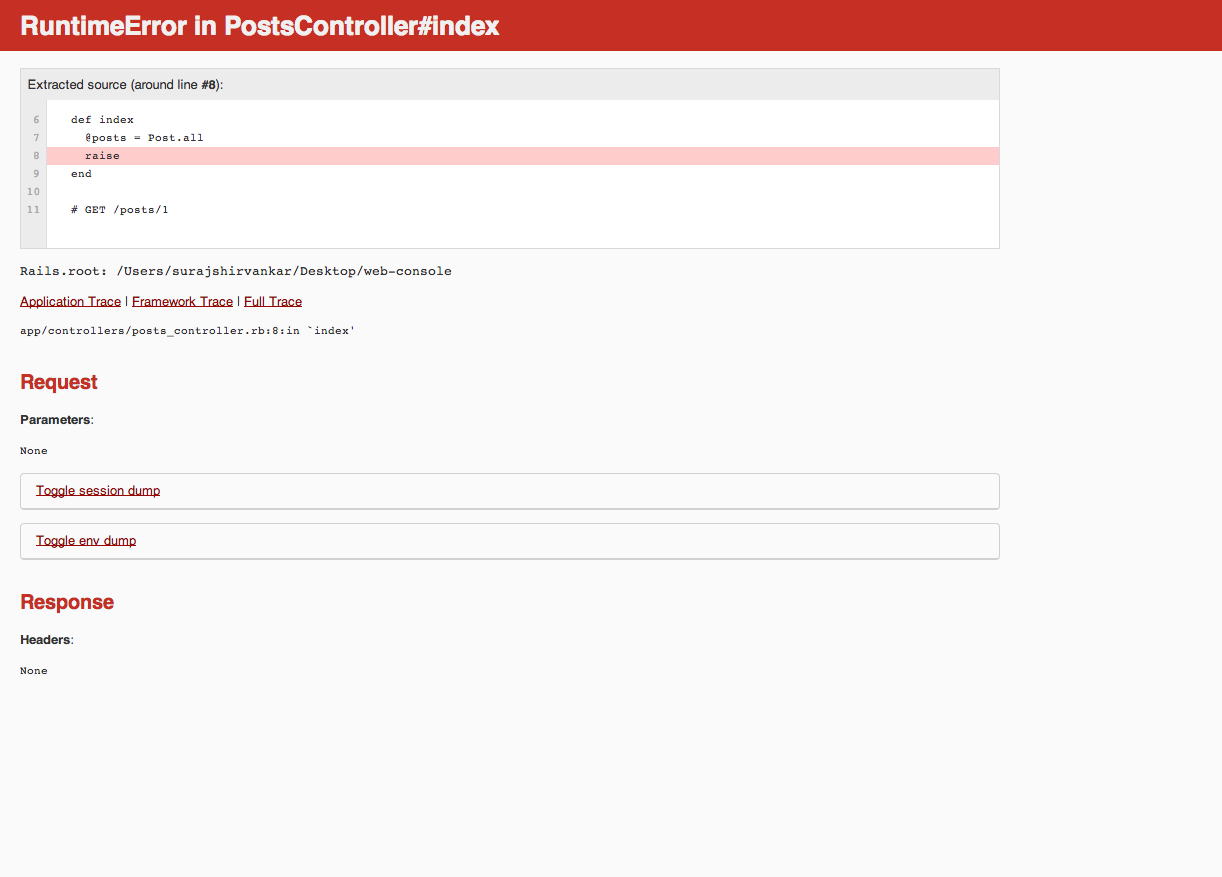 RuntimeError in PostsController#index
Extracted source (around line #8):
6 def index
7 @posts = Post.all
8 raise
9 end
10
11 # GET /posts/1
Rails.root: /Users/surajshirvankar/Desktop/web-console
Application Trace | Framework Trace | Full Trace
app/controllers/posts_controller.rb:8:in `index'
Request
Parameters:
None
Toggle session dump
Toggle env dump
Response
Headers:
None